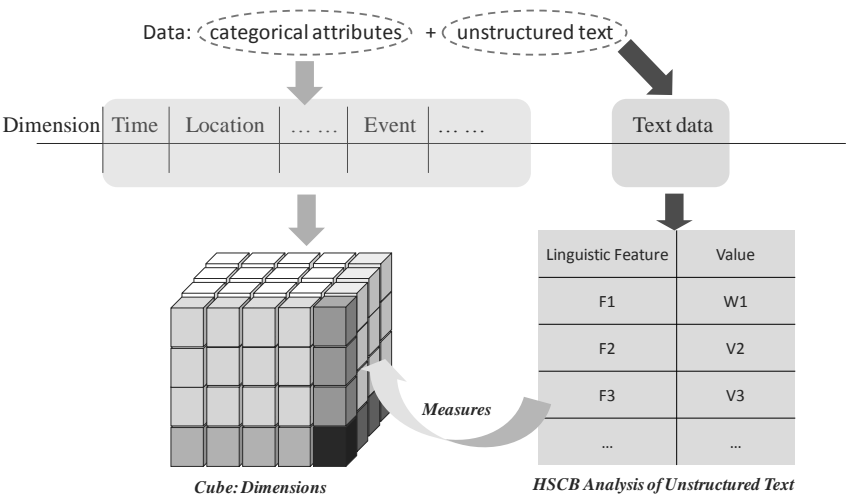 Data: categorical attributes + unstructured text
Dimension Time Location … … Event … … Text data
Linguistic Feature Value
F1 W1
F2 V2
F3 V3
… …
Measures
Cube: Dimensions
HSCB Analysis of Unstructured Text